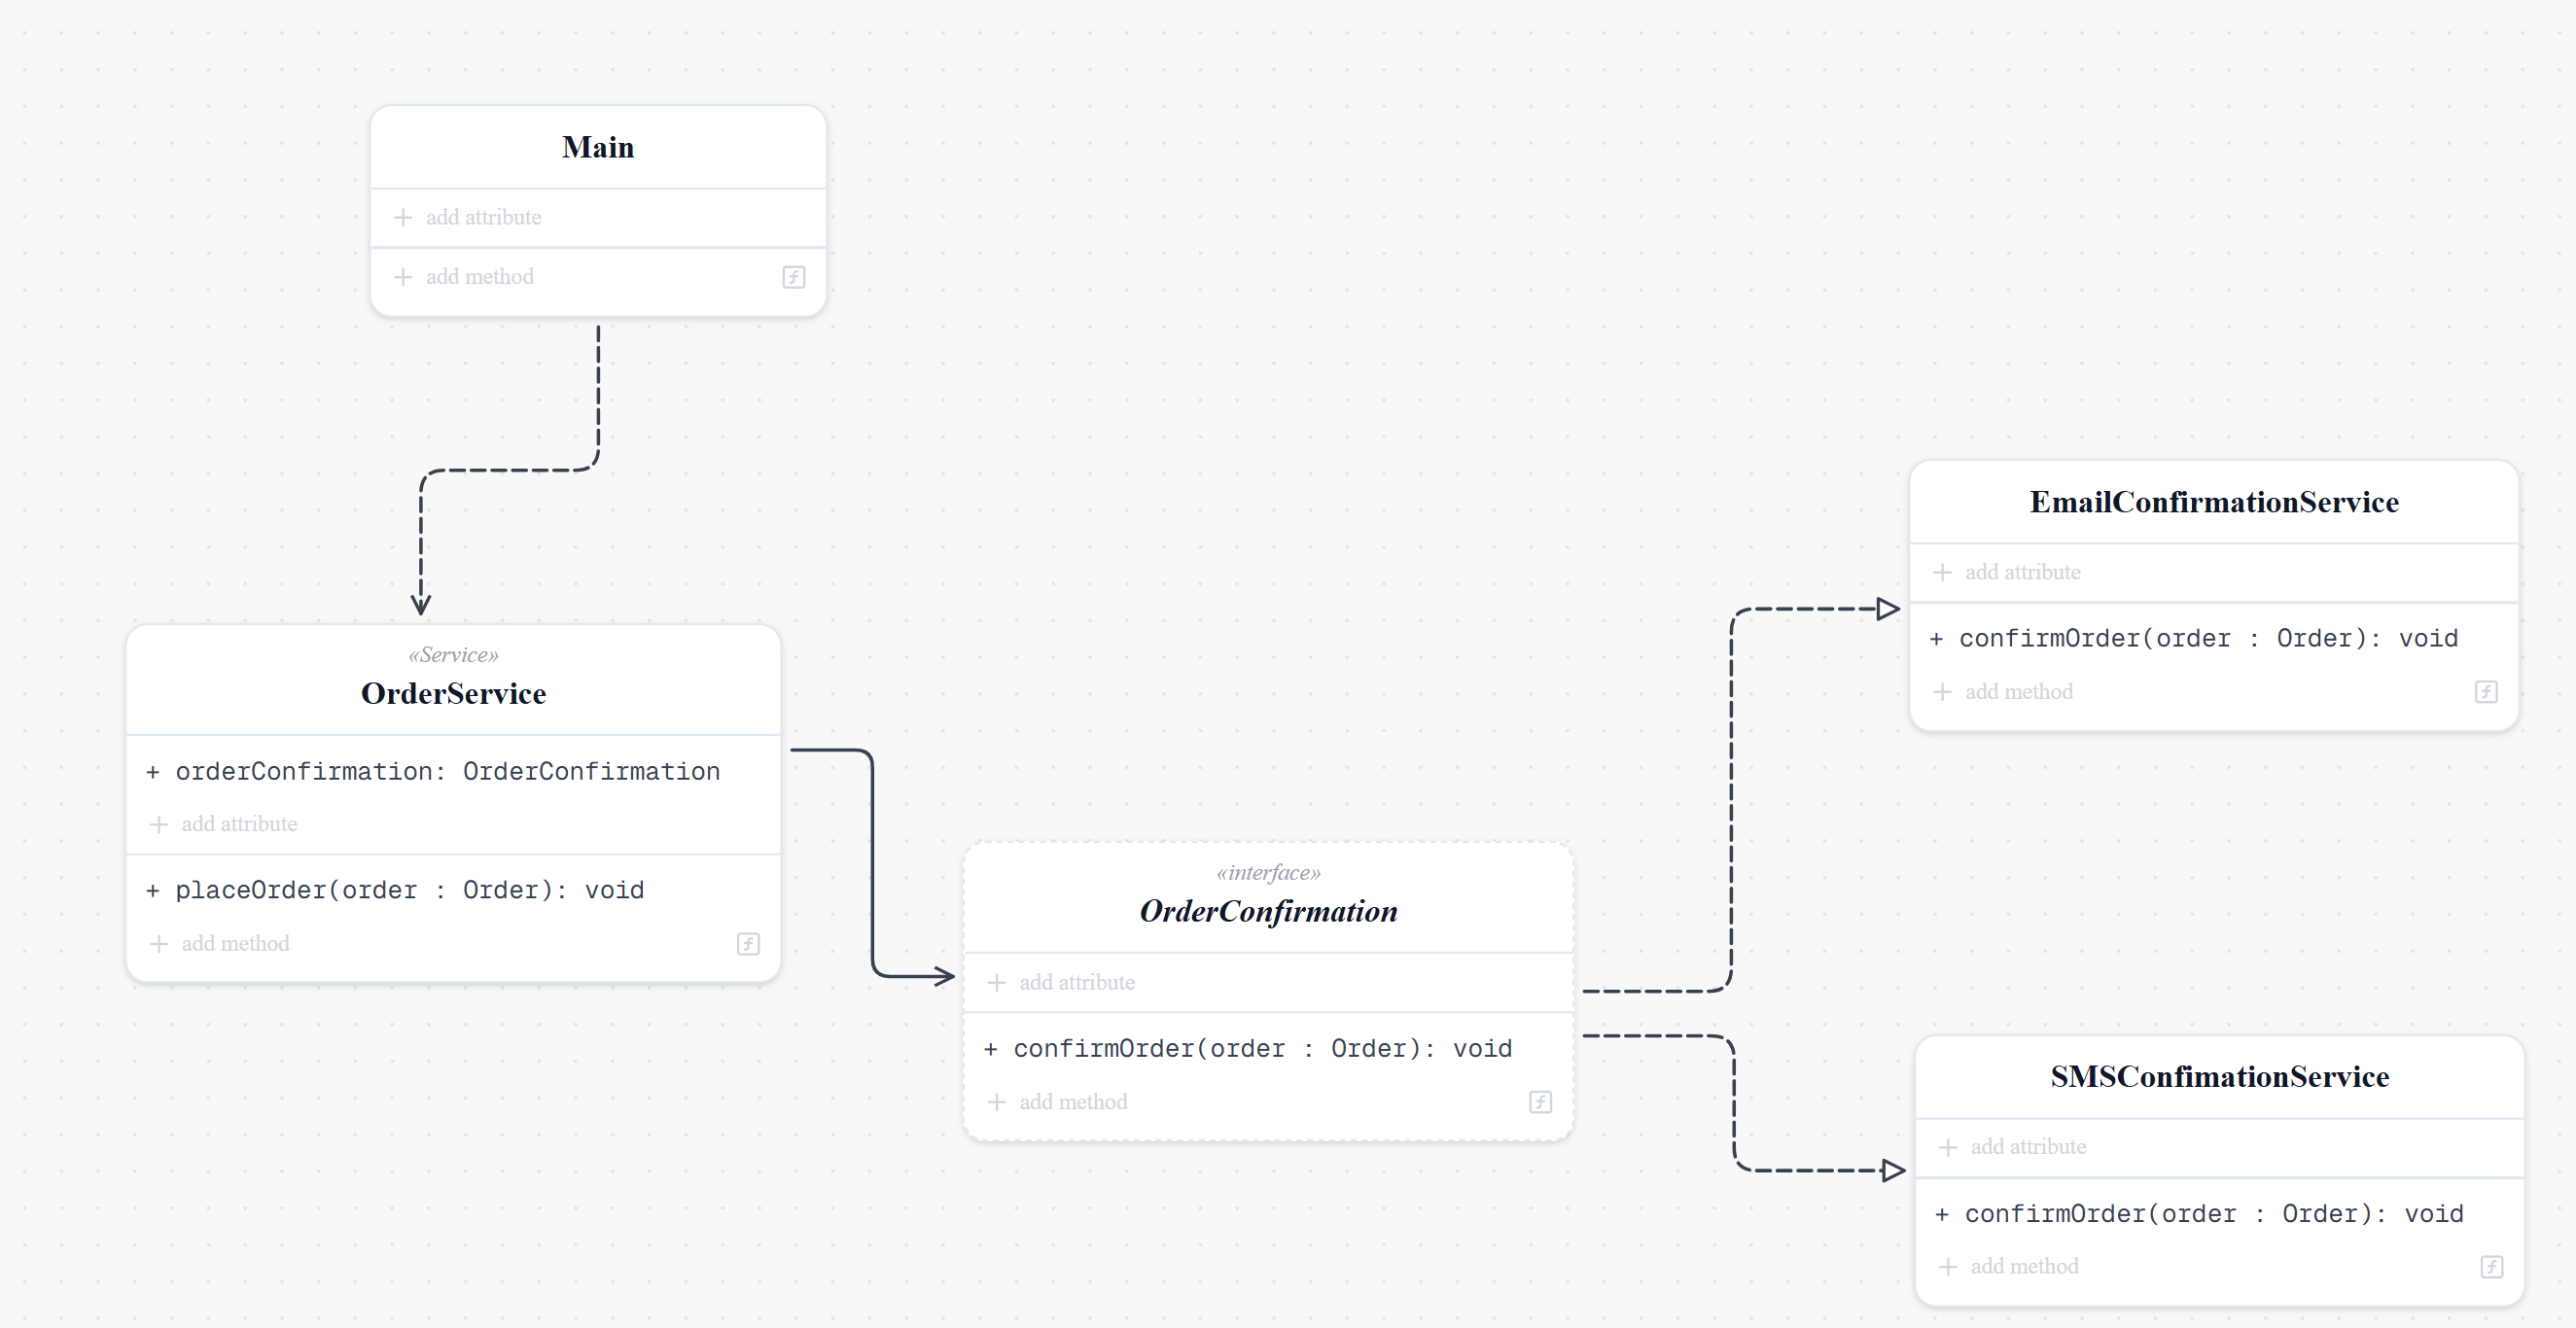 Main
add attribute
add method
«Service»
OrderService
+ orderConfirmation: OrderConfirmation
add attribute
+ placeOrder(order : Order): void
add method
«interface»
OrderConfirmation
add attribute
+ confirmOrder(order : Order): void
add method
EmailConfirmationService
add attribute
+ confirmOrder(order : Order): void
add method
SMSConfimationService
add attribute
+ confirmOrder(order : Order): void
add method